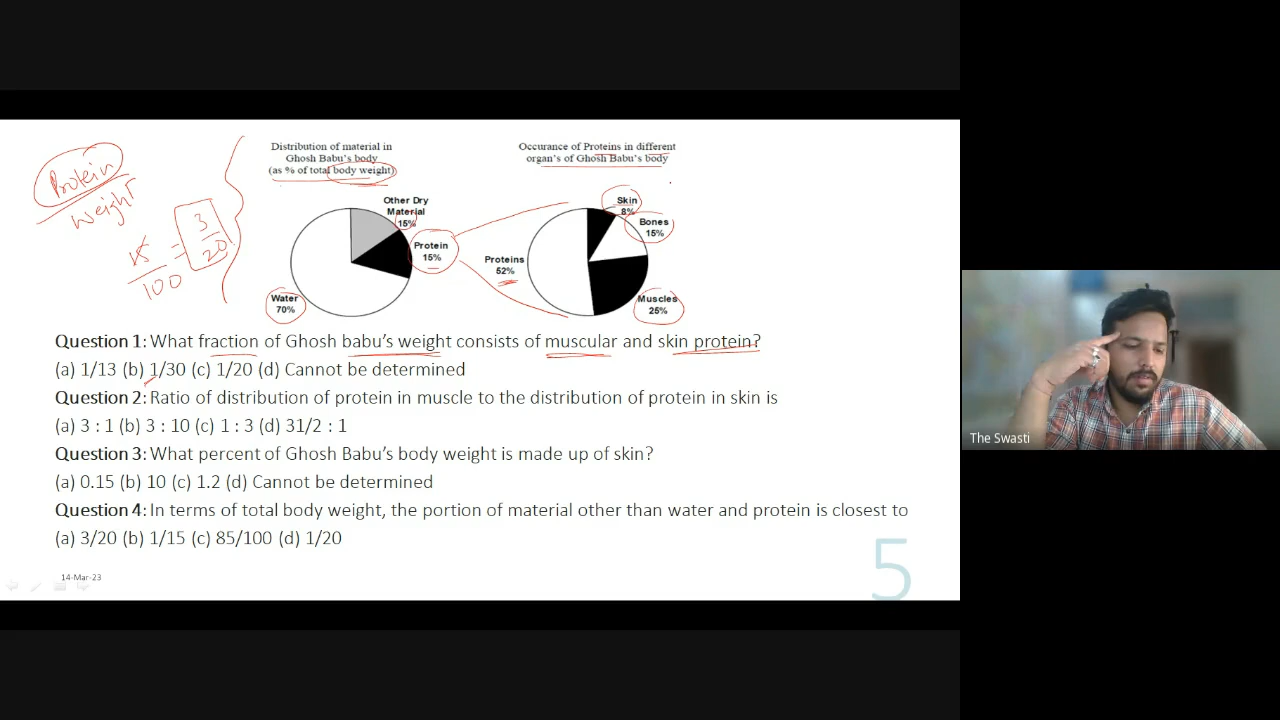 Protein
Weight
15
100
=
3
20
Distribution of material in
Ghosh Babu's body
(as % of total body weight)
Other Dry
Material
15%
Protein
15%
Water
70%
Occurance of Proteins in different
organ's of Ghosh Babu's body
Skin
8%
Bones
15%
Proteins
52%
Muscles
25%
Question 1: What fraction of Ghosh babu's weight consists of muscular and skin protein?
(a) 1/13 (b) 1/30 (c) 1/20 (d) Cannot be determined
Question 2: Ratio of distribution of protein in muscle to the distribution of protein in skin is
(a) 3 : 1 (b) 3 : 10 (c) 1 : 3 (d) 31/2 : 1
Question 3: What percent of Ghosh Babu's body weight is made up of skin?
(a) 0.15 (b) 10 (c) 1.2 (d) Cannot be determined
Question 4: In terms of total body weight, the portion of material other than water and protein is closest to
(a) 3/20 (b) 1/15 (c) 85/100 (d) 1/20
14-Mar-23
5
The Swasti